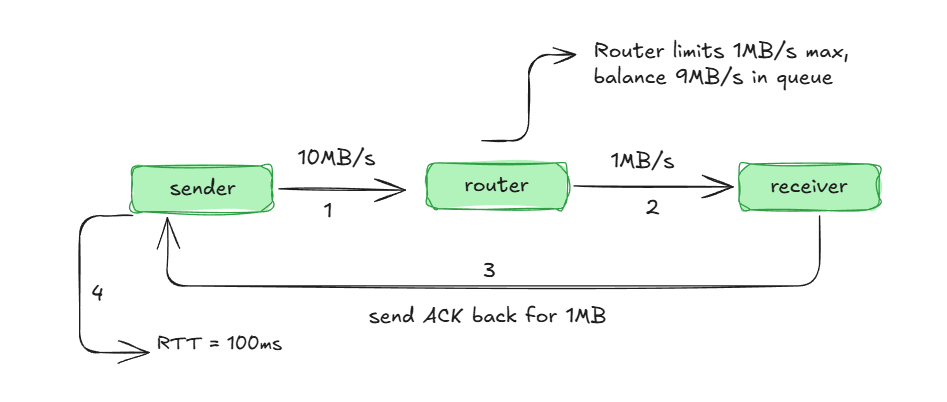 Router limits 1MB/s max,
balance 9MB/s in queue
10MB/s
1MB/s
sender
router
receiver
1
2
3
4
send ACK back for 1MB
RTT = 100ms